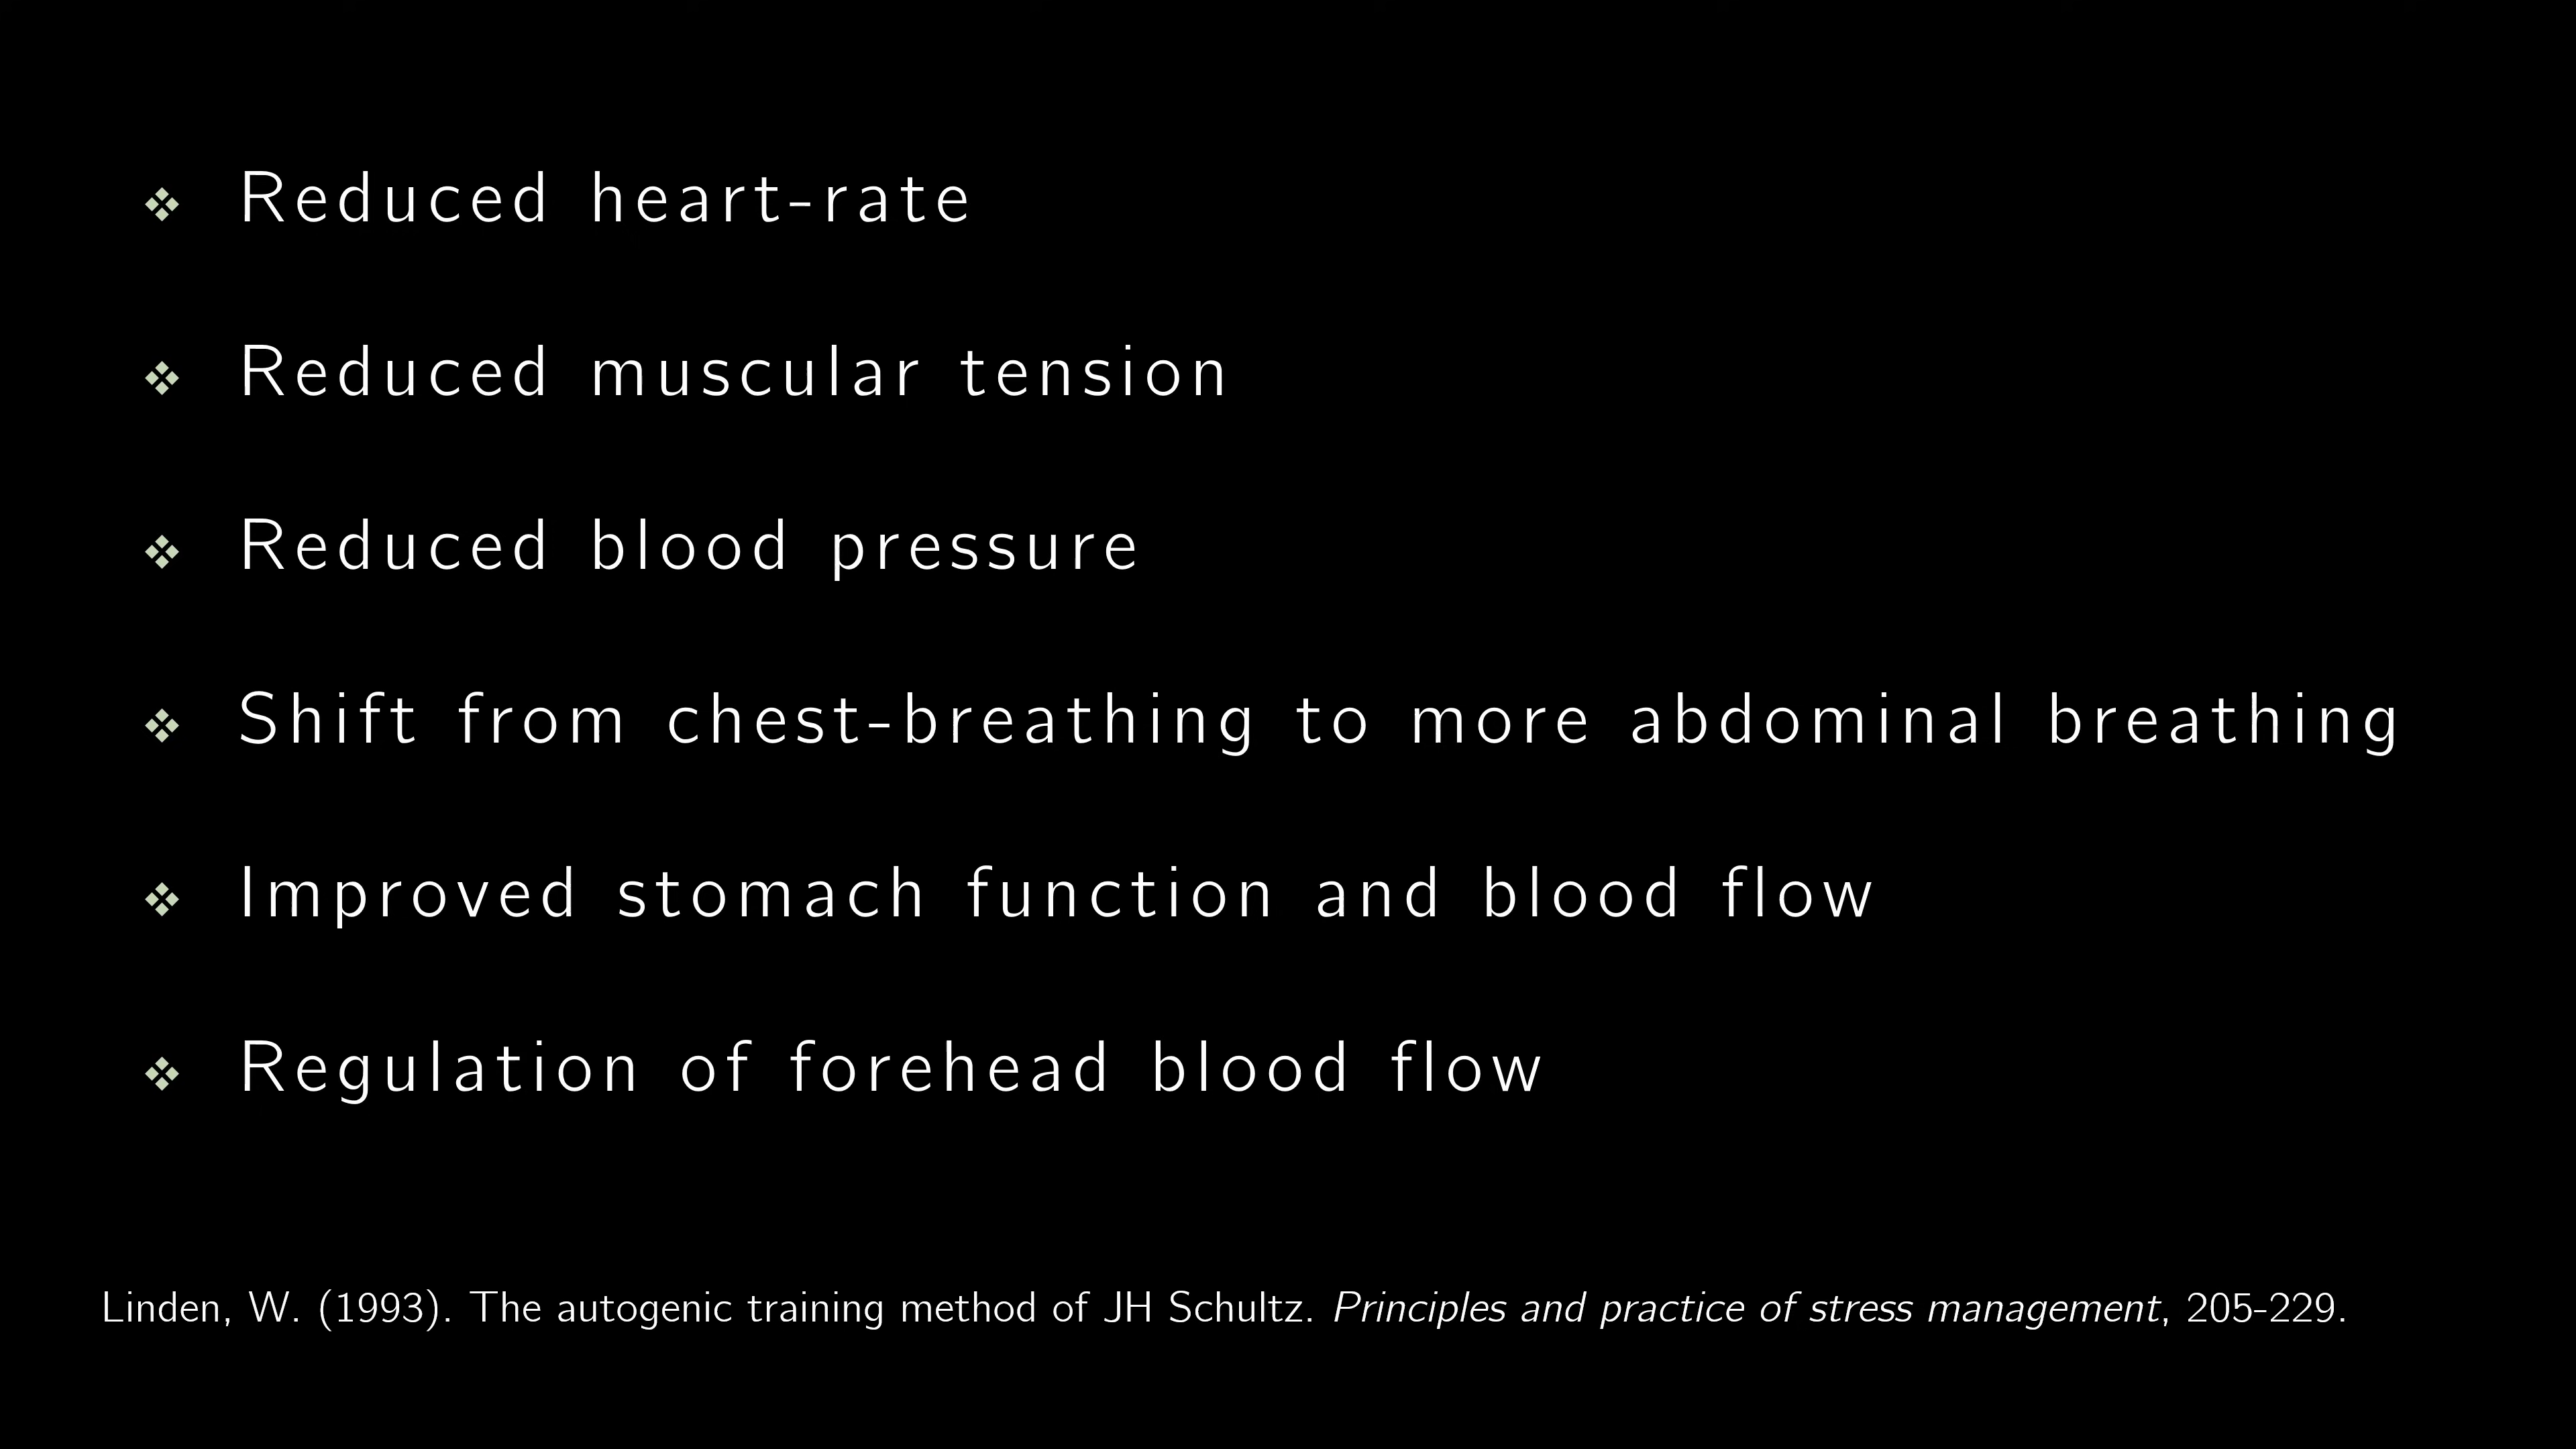 ❖ Reduced heart-rate
❖ Reduced muscular tension
❖ Reduced blood pressure
❖ Shift from chest-breathing to more abdominal breathing
❖ Improved stomach function and blood flow
❖ Regulation of forehead blood flow
Linden, W. (1993). The autogenic training method of JH Schultz. Principles and practice of stress management, 205-229.